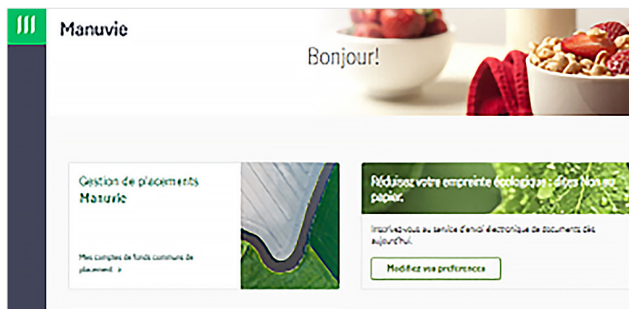 Manuvie
Bonjour!
Gestion de placements
Manuvie
Mes comptes de fonds communs de
placement >
Réduisez votre empreinte écologique : dites Non au
papier.
Inscrivez-vous au service d'envoi électronique de documents dès
aujourd'hui.
Modifiez vos préférences